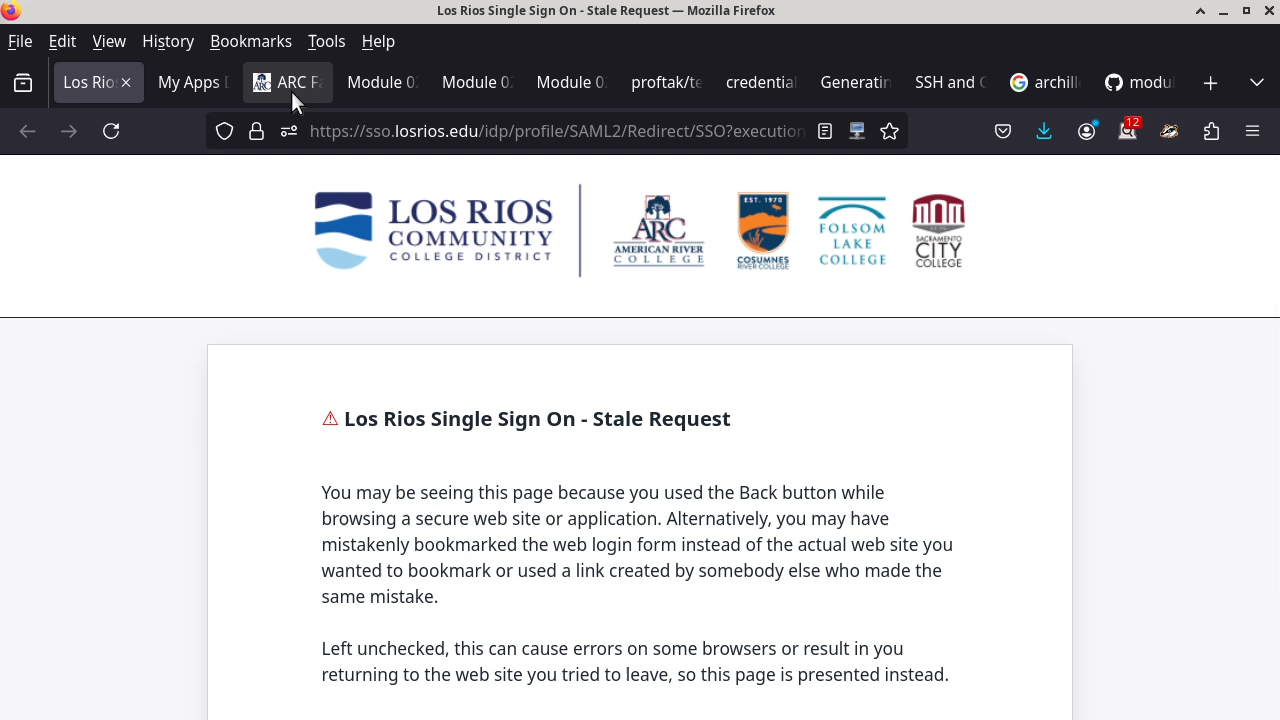 Los Rios Single Sign On - Stale Request — Mozilla Firefox
File Edit View History Bookmarks Tools Help
Los Rio My Apps D ARC Fa Module 0 Module 0 Module 0 proftak/te credential Generatin SSH and archill modu
https://sso.losrios.edu/idp/profile/SAML2/Redirect/SSO?execution
12
LOS RIOS
COMMUNITY
COLLEGE DISTRICT
ARC
AMERICAN RIVER
COLLEGE
EST. 1970
COSUMNES
RIVER COLLEGE
FOLSOM
LAKE
COLLEGE
SACRAMENTO
CITY
COLLEGE
Los Rios Single Sign On - Stale Request
You may be seeing this page because you used the Back button while
browsing a secure web site or application. Alternatively, you may have
mistakenly bookmarked the web login form instead of the actual web site you
wanted to bookmark or used a link created by somebody else who made the
same mistake.
Left unchecked, this can cause errors on some browsers or result in you
returning to the web site you tried to leave, so this page is presented instead.